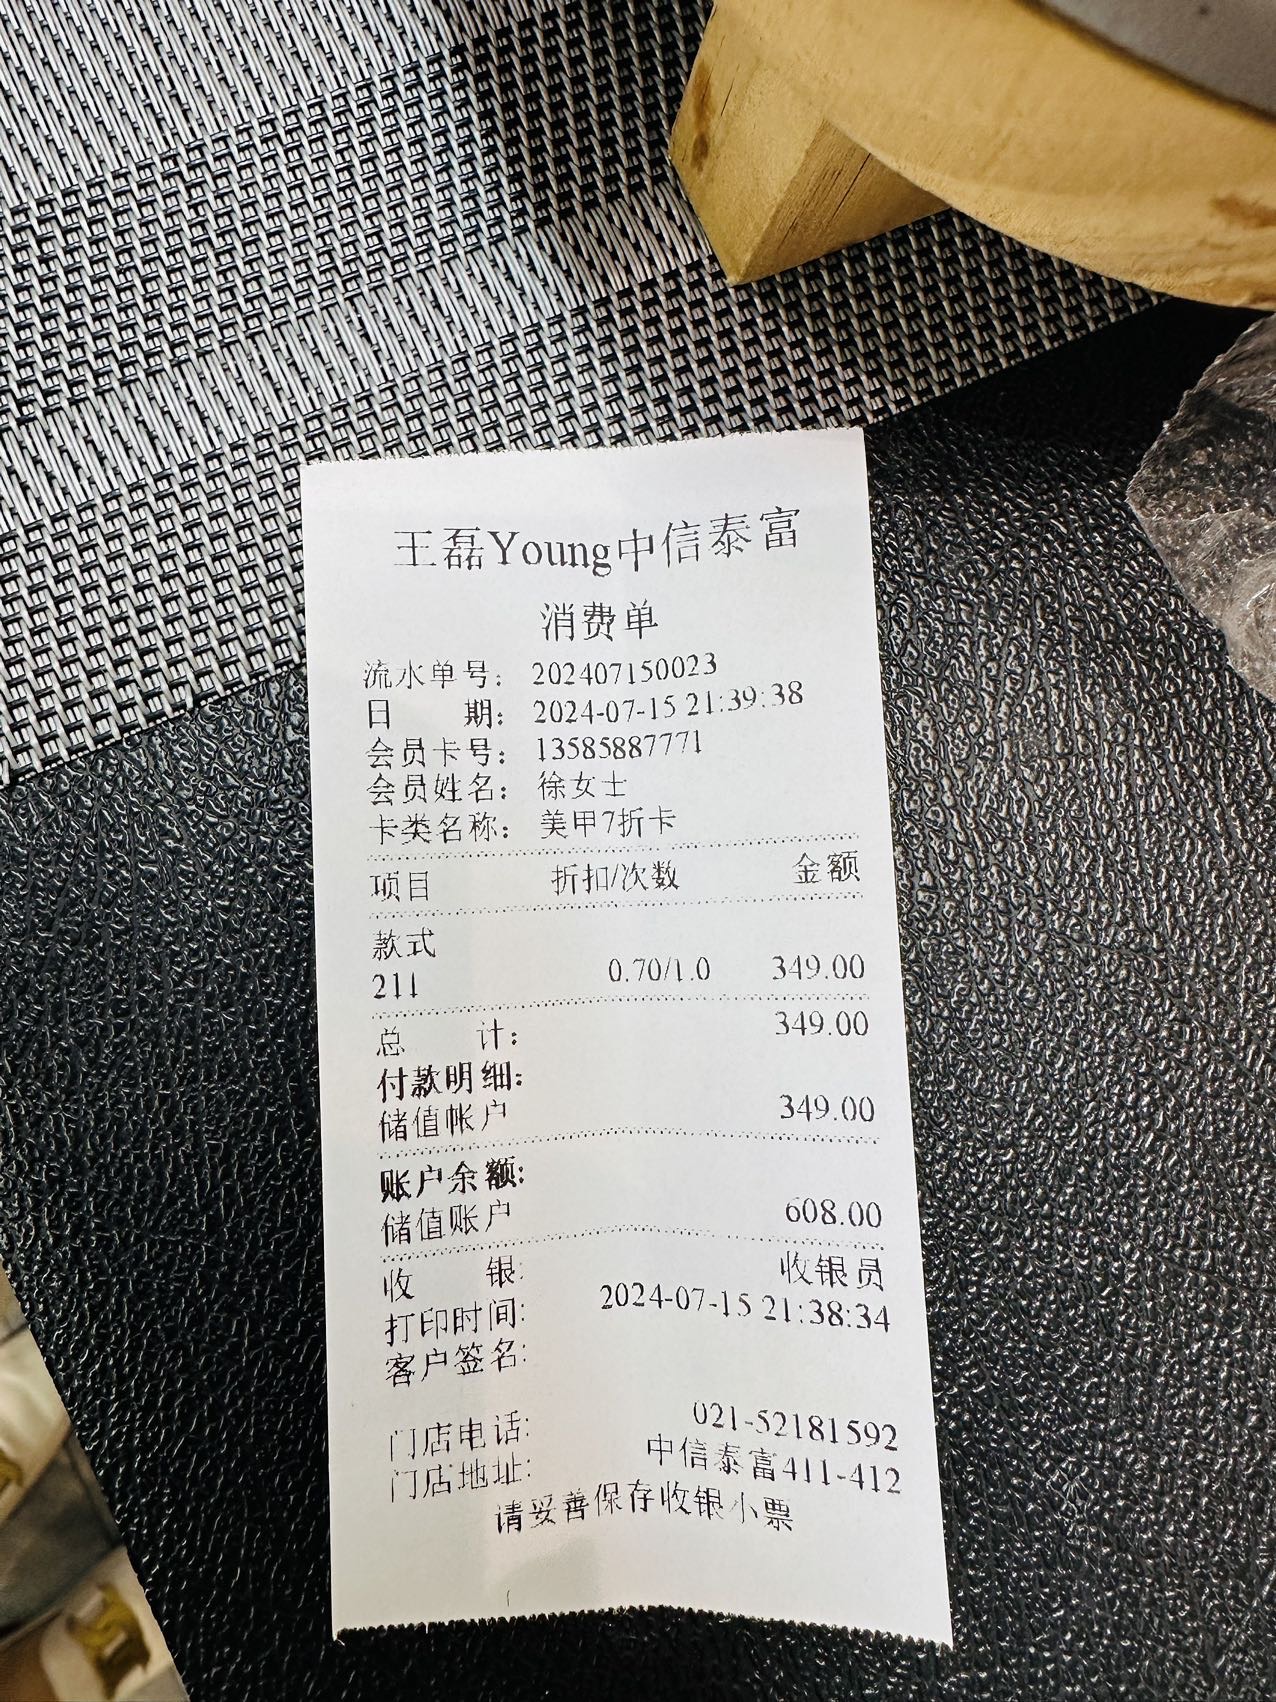 王磊Young中信泰富
消费单
流水单号： 202407150023
日 期： 2024-07-15 21:39:38
会员卡号： 13585887771
会员姓名： 徐女士
卡类名称： 美甲7折卡
项目 折扣/次数 金额
款式
211 0.70/1.0 349.00
总 计： 349.00
付款明细：
储值帐户 349.00
账户余额：
储值账户 608.00
收 银： 收银员
打印时间： 2024-07-15 21:38:34
客户签名：
门店电话： 021-52181592
门店地址： 中信泰富411-412
请妥善保存收银小票